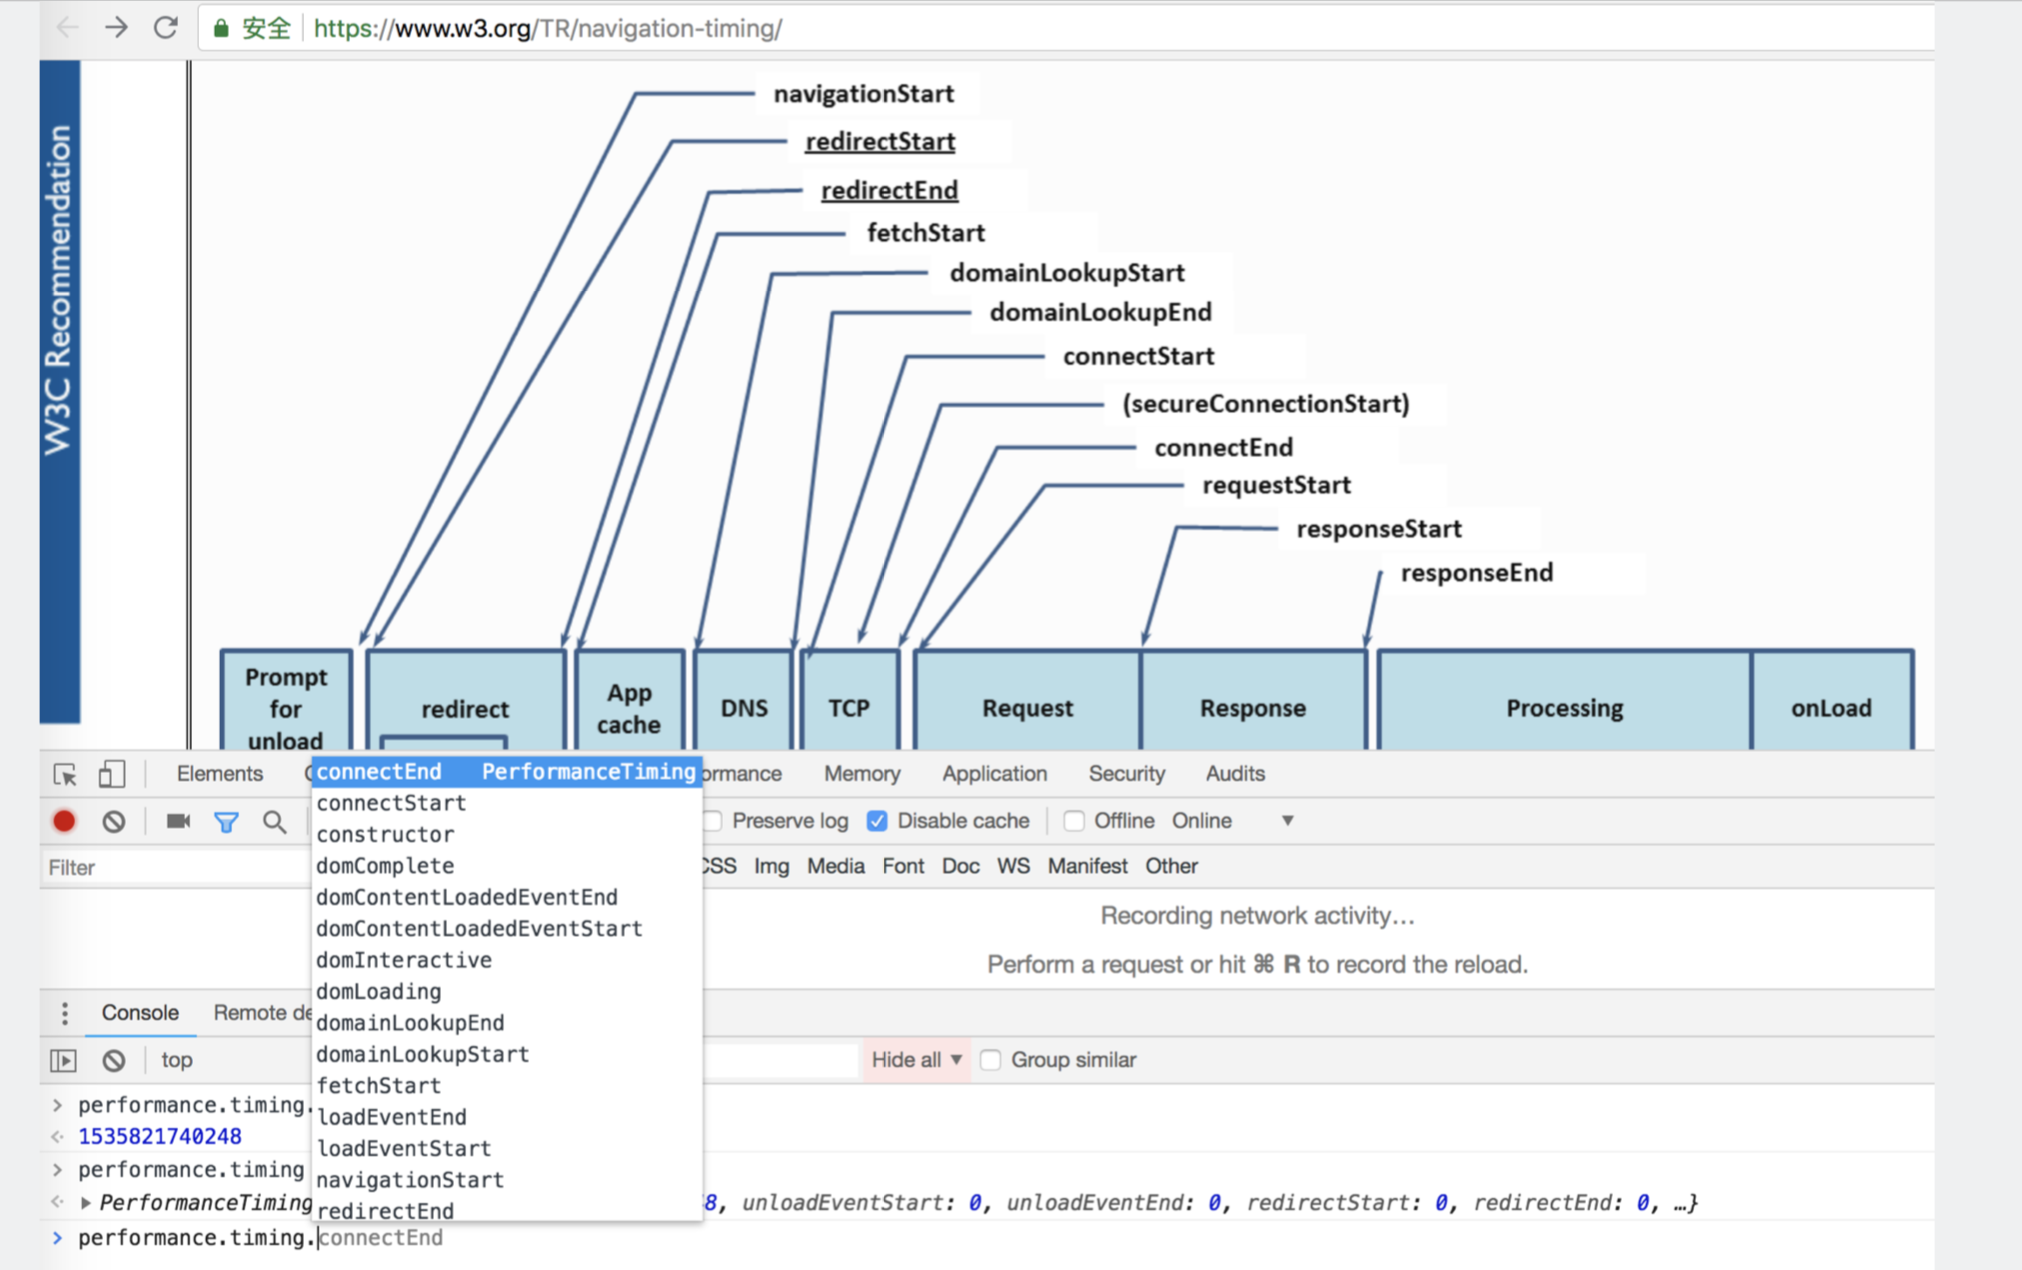 安全 https://www.w3.org/TR/navigation-timing/
W3C Recommendation
navigationStart
redirectStart
redirectEnd
fetchStart
domainLookupStart
domainLookupEnd
connectStart
(secureConnectionStart)
connectEnd
requestStart
responseStart
responseEnd
Prompt
for
unload
redirect
App
cache
DNS
TCP
Request
Response
Processing
onLoad
Elements
ormance Memory Application Security Audits
Preserve log Disable cache Offline Online
Filter
CSS Img Media Font Doc WS Manifest Other
Recording network activity…
Perform a request or hit ⌘ R to record the reload.
connectEnd PerformanceTiming
connectStart
constructor
domComplete
domContentLoadedEventEnd
domContentLoadedEventStart
domInteractive
domLoading
domainLookupEnd
domainLookupStart
fetchStart
loadEventEnd
loadEventStart
navigationStart
redirectEnd
Console Remote de
top Hide all Group similar
performance.timing.
1535821740248
performance.timing
PerformanceTiming 8, unloadEventStart: 0, unloadEventEnd: 0, redirectStart: 0, redirectEnd: 0, …}
performance.timing.connectEnd